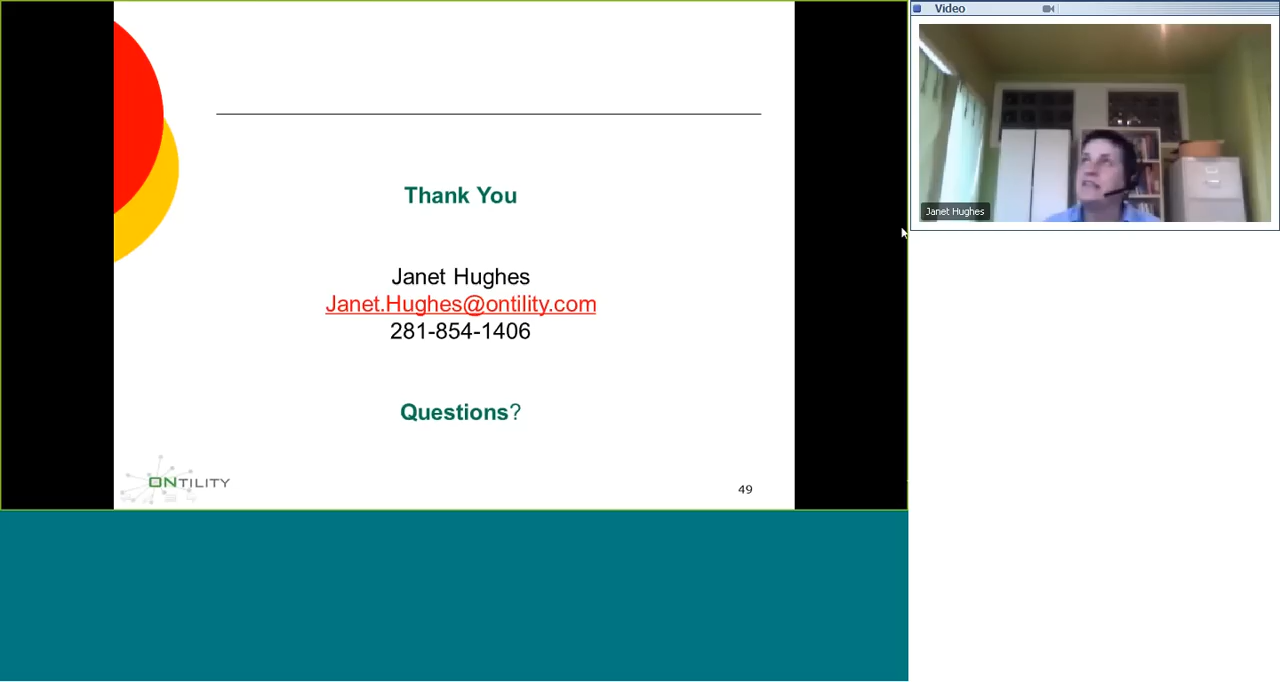 Thank You
Janet Hughes
Janet.Hughes@ontility.com
281-854-1406
Questions?
ONTILITY
49
Video
Janet Hughes